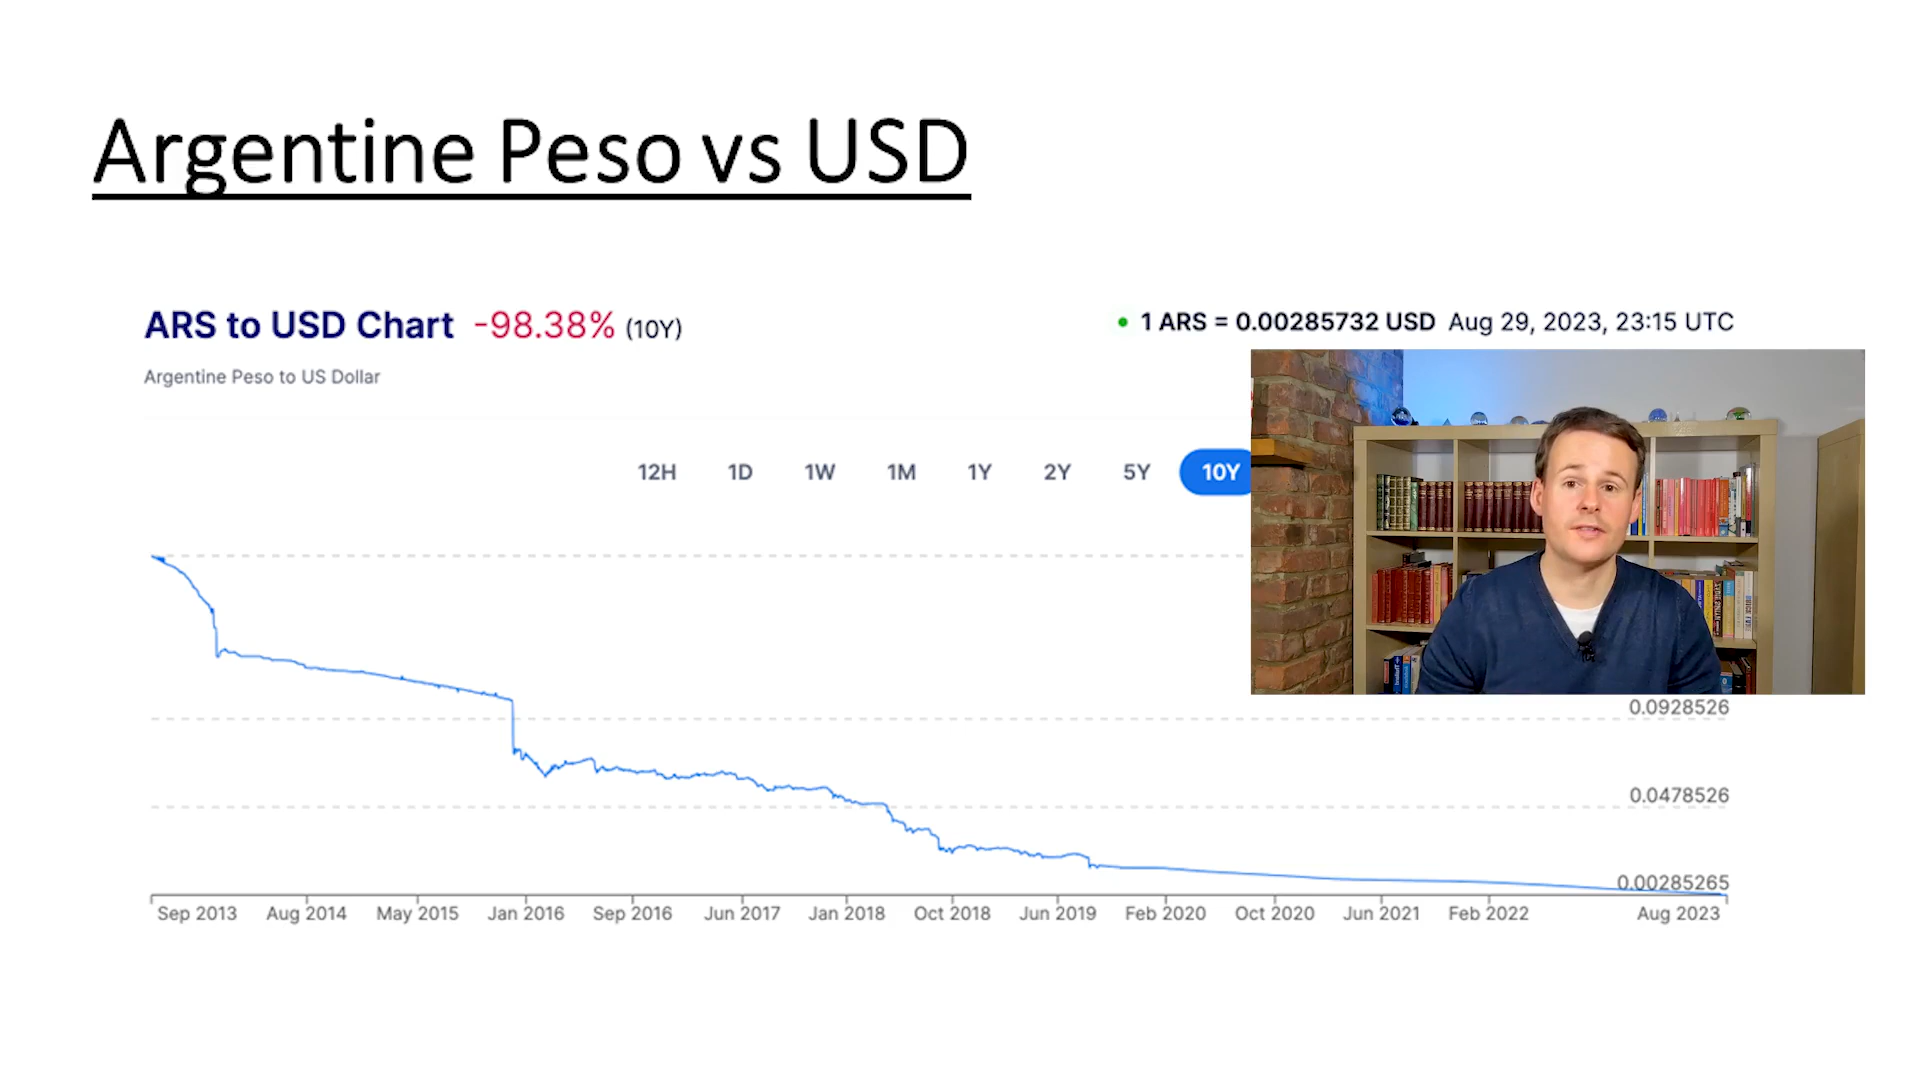 Argentine Peso vs USD
ARS to USD Chart -98.38% (10Y)
1 ARS = 0.00285732 USD Aug 29, 2023, 23:15 UTC
Argentine Peso to US Dollar
12H 1D 1W 1M 1Y 2Y 5Y 10Y
0.0928526
0.0478526
0.00285265
Sep 2013 Aug 2014 May 2015 Jan 2016 Sep 2016 Jun 2017 Jan 2018 Oct 2018 Jun 2019 Feb 2020 Oct 2020 Jun 2021 Feb 2022 Aug 2023